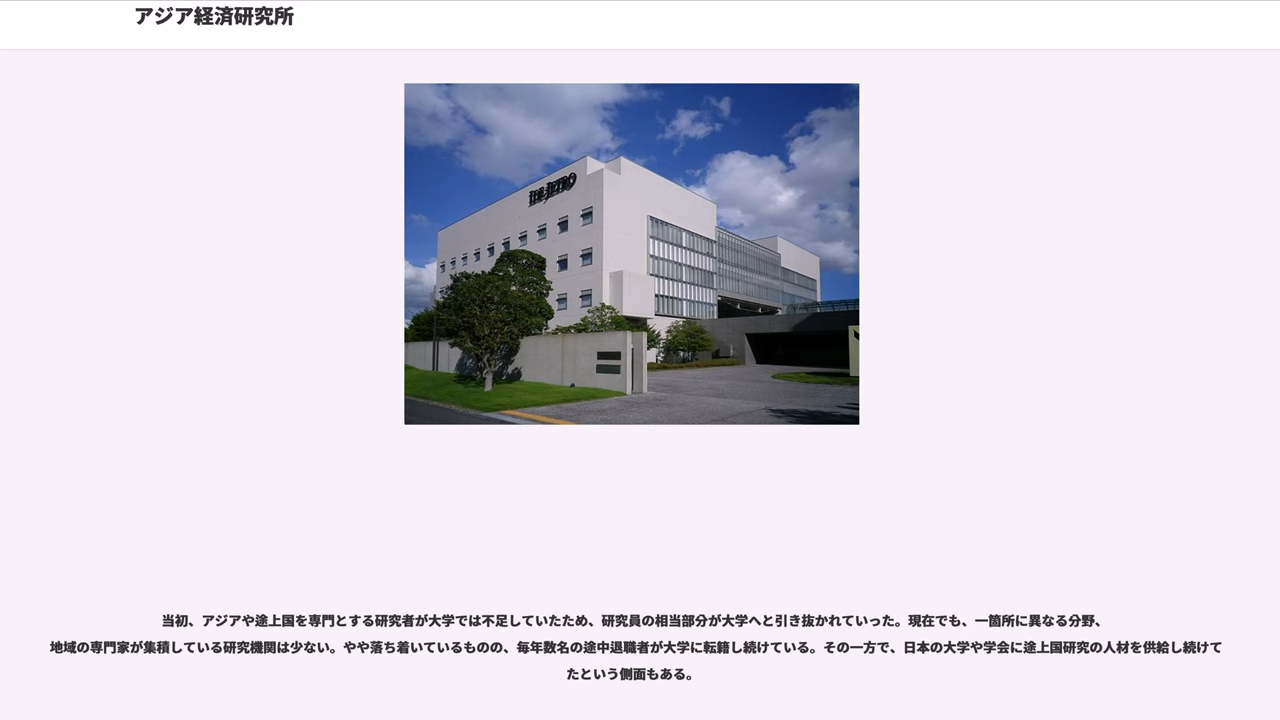 アジア経済研究所
IDE-JETRO
当初、アジアや途上国を専門とする研究者が大学では不足していたため、研究員の相当部分が大学へと引き抜かれていった。現在でも、一箇所に異なる分野、
地域の専門家が集積している研究機関は少ない。やや落ち着いているものの、毎年数名の途中退職者が大学に転籍し続けている。その一方で、日本の大学や学会に途上国研究の人材を供給し続けて
たという側面もある。